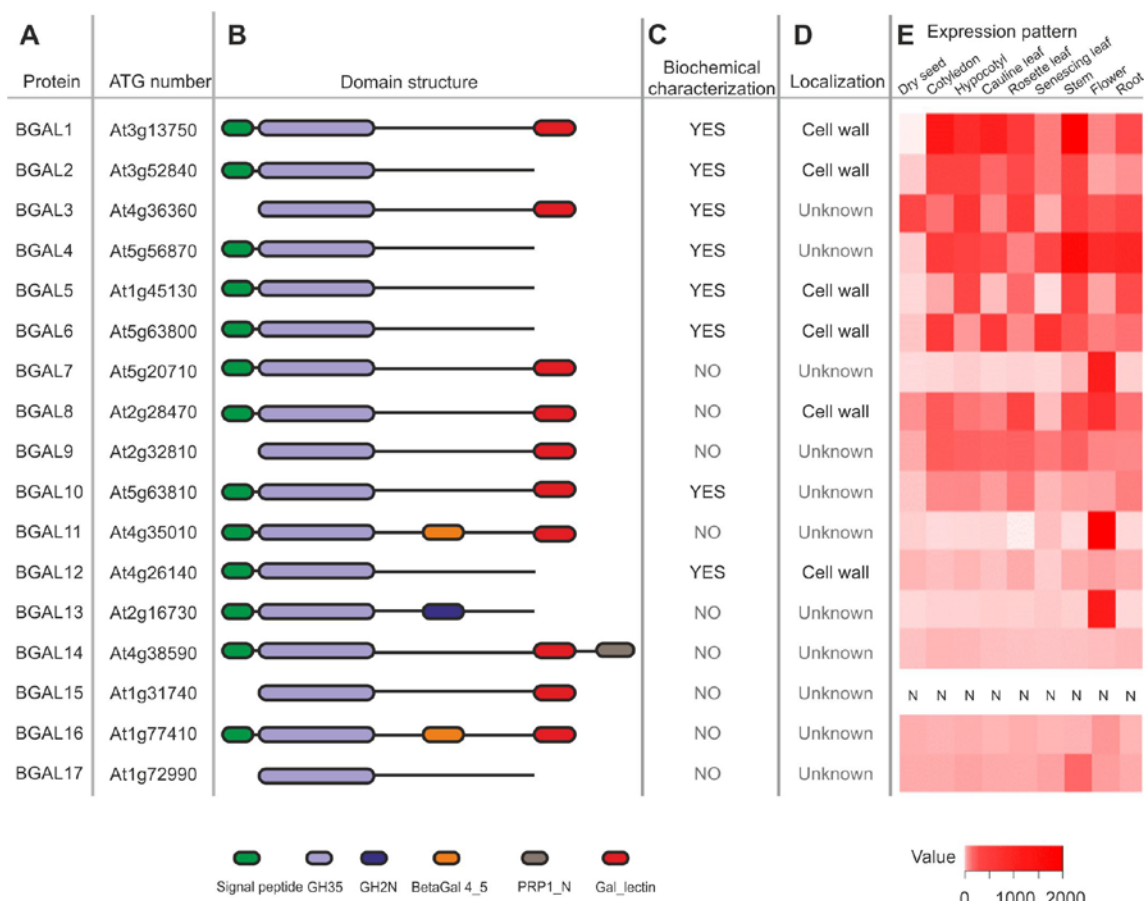 A B C D E Expression pattern
Protein ATG number Domain structure Biochemical characterization Localization Dry seed Cotyledon Hypocotyl Cauline leaf Rosette leaf Senescing leaf Stem Flower Root
BGAL1 At3g13750 YES Cell wall
BGAL2 At3g52840 YES Cell wall
BGAL3 At4g36360 YES Unknown
BGAL4 At5g56870 YES Unknown
BGAL5 At1g45130 YES Cell wall
BGAL6 At5g63800 YES Cell wall
BGAL7 At5g20710 NO Unknown
BGAL8 At2g28470 NO Cell wall
BGAL9 At2g32810 NO Unknown
BGAL10 At5g63810 YES Unknown
BGAL11 At4g35010 NO Unknown
BGAL12 At4g26140 YES Cell wall
BGAL13 At2g16730 NO Unknown
BGAL14 At4g38590 NO Unknown
BGAL15 At1g31740 NO Unknown N N N N N N N N N
BGAL16 At1g77410 NO Unknown
BGAL17 At1g72990 NO Unknown
Signal peptide GH35 GH2N BetaGal 4_5 PRP1_N Gal_lectin
Value
0 1000 2000